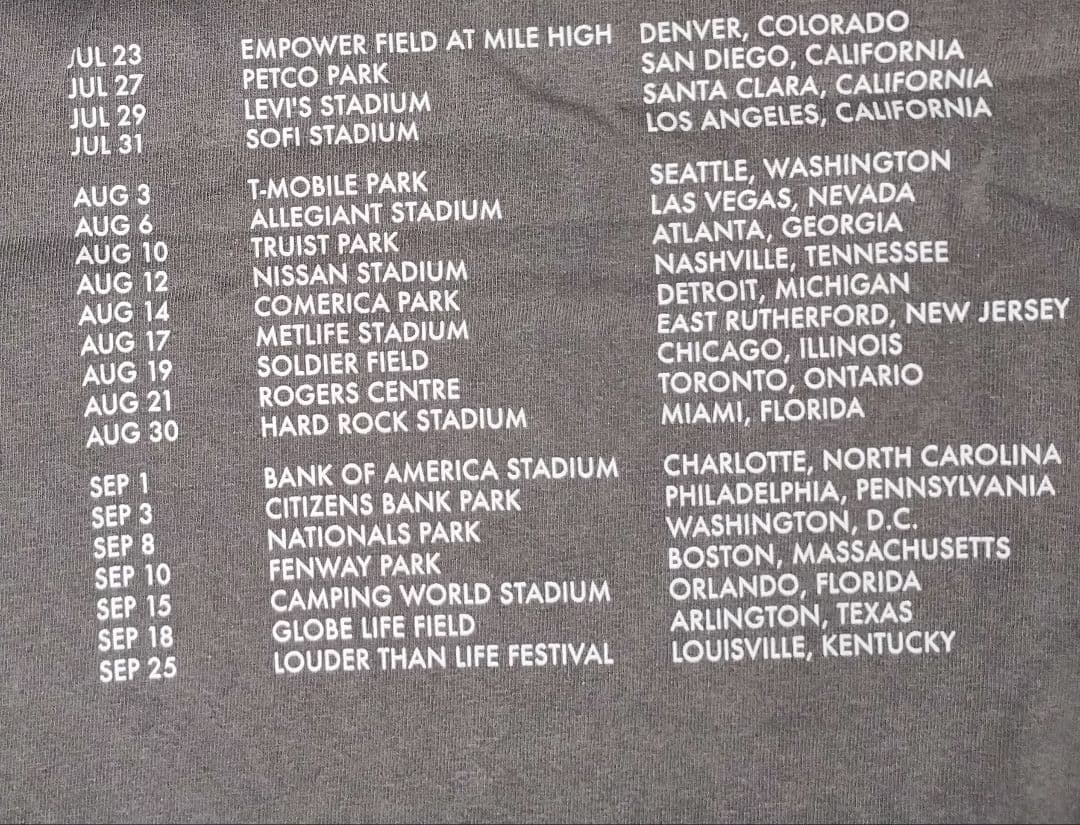 JUL 23 EMPOWER FIELD AT MILE HIGH DENVER, COLORADO
JUL 27 PETCO PARK SAN DIEGO, CALIFORNIA
JUL 29 LEVI'S STADIUM SANTA CLARA, CALIFORNIA
JUL 31 SOFI STADIUM LOS ANGELES, CALIFORNIA
AUG 3 T-MOBILE PARK SEATTLE, WASHINGTON
AUG 6 ALLEGIANT STADIUM LAS VEGAS, NEVADA
AUG 10 TRUIST PARK ATLANTA, GEORGIA
AUG 12 NISSAN STADIUM NASHVILLE, TENNESSEE
AUG 14 COMERICA PARK DETROIT, MICHIGAN
AUG 17 METLIFE STADIUM EAST RUTHERFORD, NEW JERSEY
AUG 19 SOLDIER FIELD CHICAGO, ILLINOIS
AUG 21 ROGERS CENTRE TORONTO, ONTARIO
AUG 30 HARD ROCK STADIUM MIAMI, FLORIDA
SEP 1 BANK OF AMERICA STADIUM CHARLOTTE, NORTH CAROLINA
SEP 3 CITIZENS BANK PARK PHILADELPHIA, PENNSYLVANIA
SEP 8 NATIONALS PARK WASHINGTON, D.C.
SEP 10 FENWAY PARK BOSTON, MASSACHUSETTS
SEP 15 CAMPING WORLD STADIUM ORLANDO, FLORIDA
SEP 18 GLOBE LIFE FIELD ARLINGTON, TEXAS
SEP 25 LOUDER THAN LIFE FESTIVAL LOUISVILLE, KENTUCKY